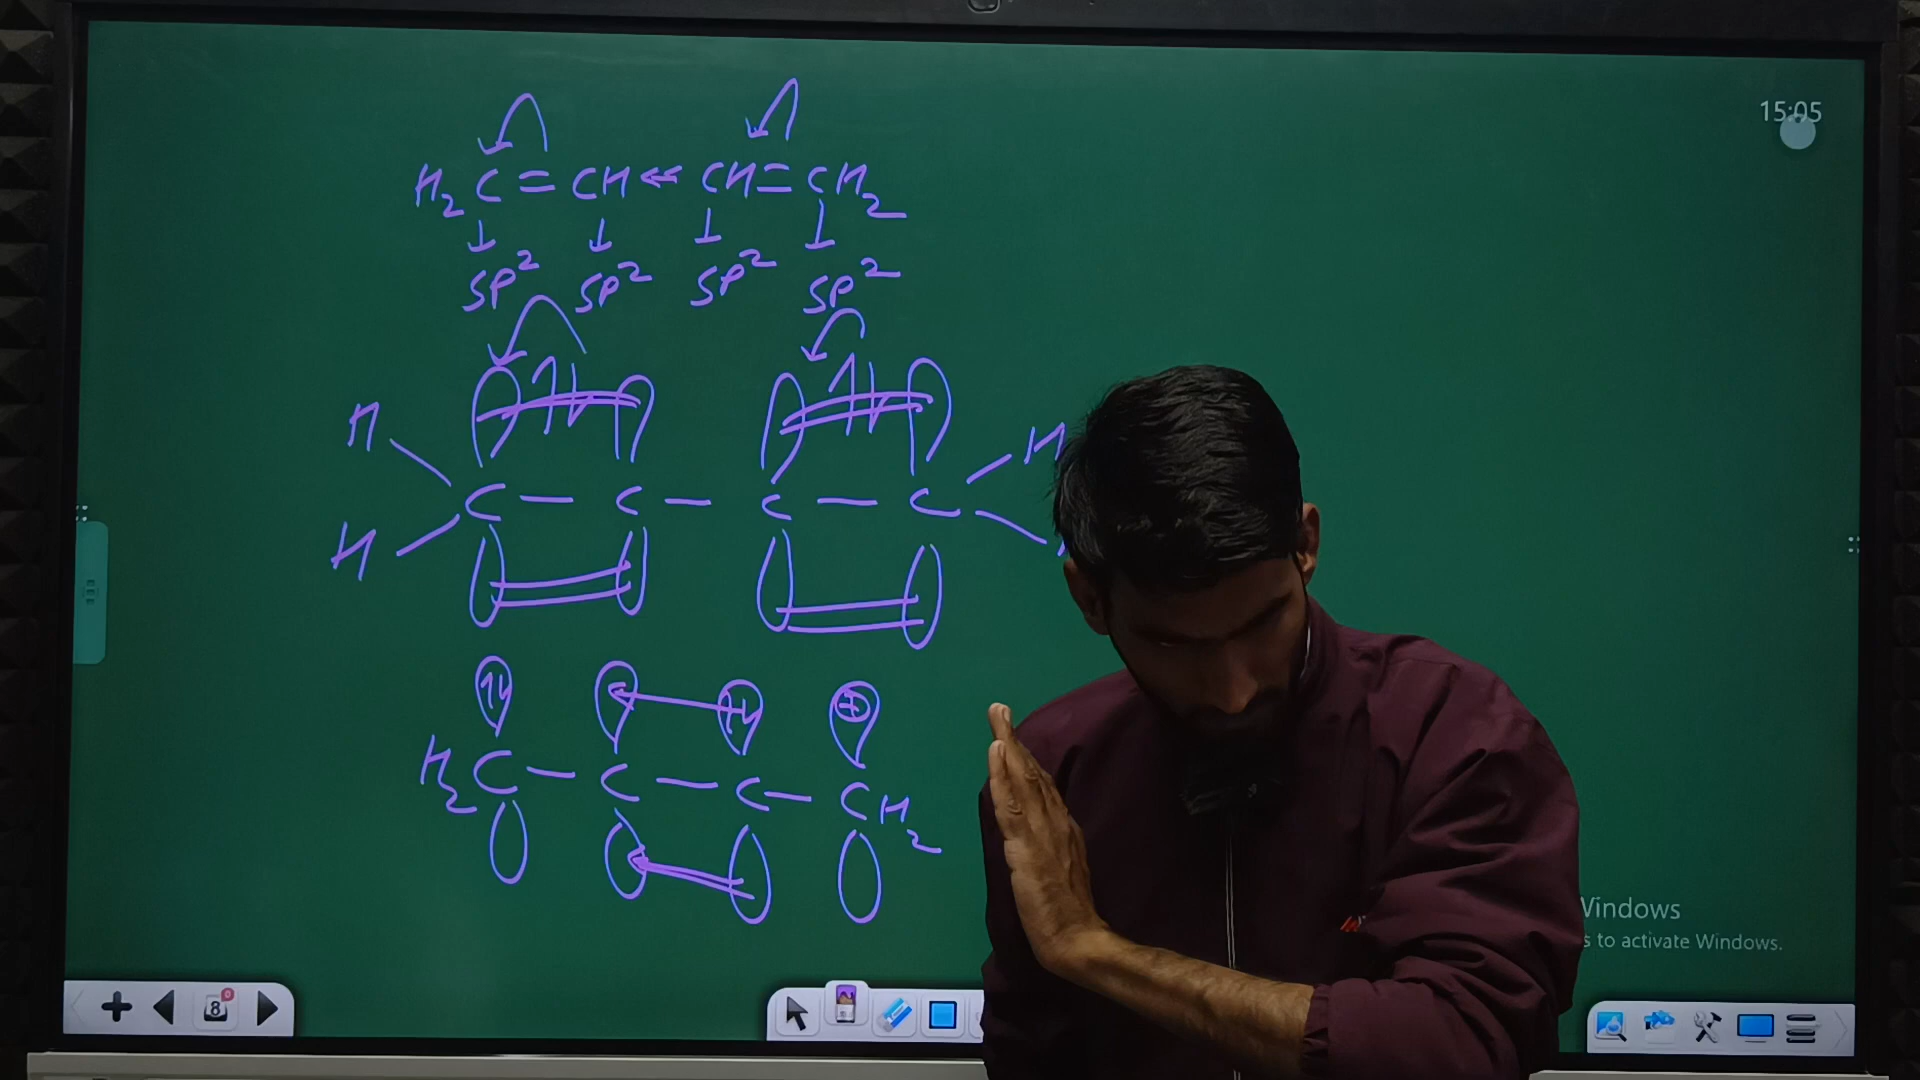 15:05
H₂C=CH-CH=CH₂
↓ ↓ ↓ ↓
SP² SP² SP² SP²
H H
C - C - C - C
H
H₂C - C - C - CH₂
Windows
s to activate Windows.
8